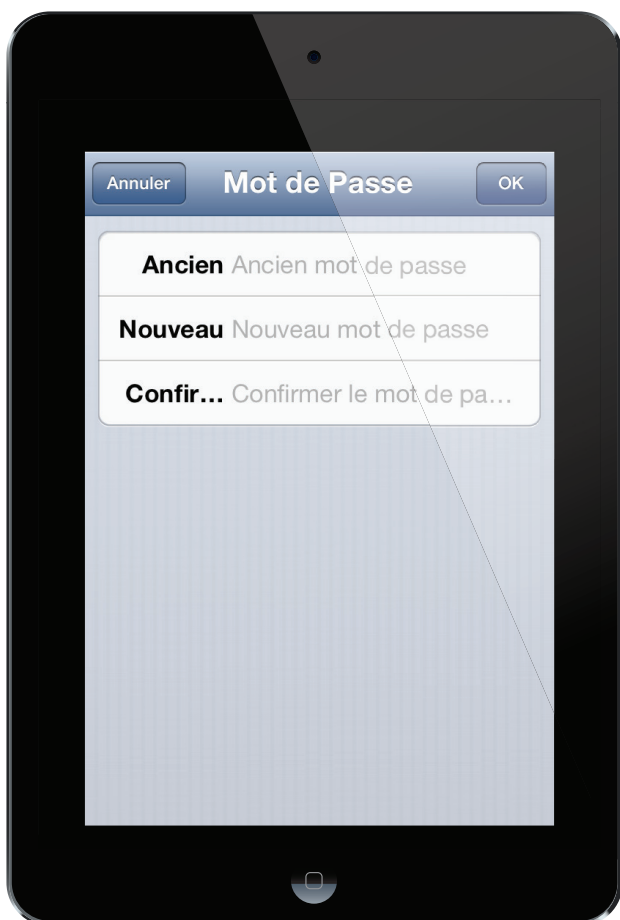 Annuler Mot de Passe OK
Ancien Ancien mot de passe
Nouveau Nouveau mot de passe
Confir... Confirmer le mot de pa...